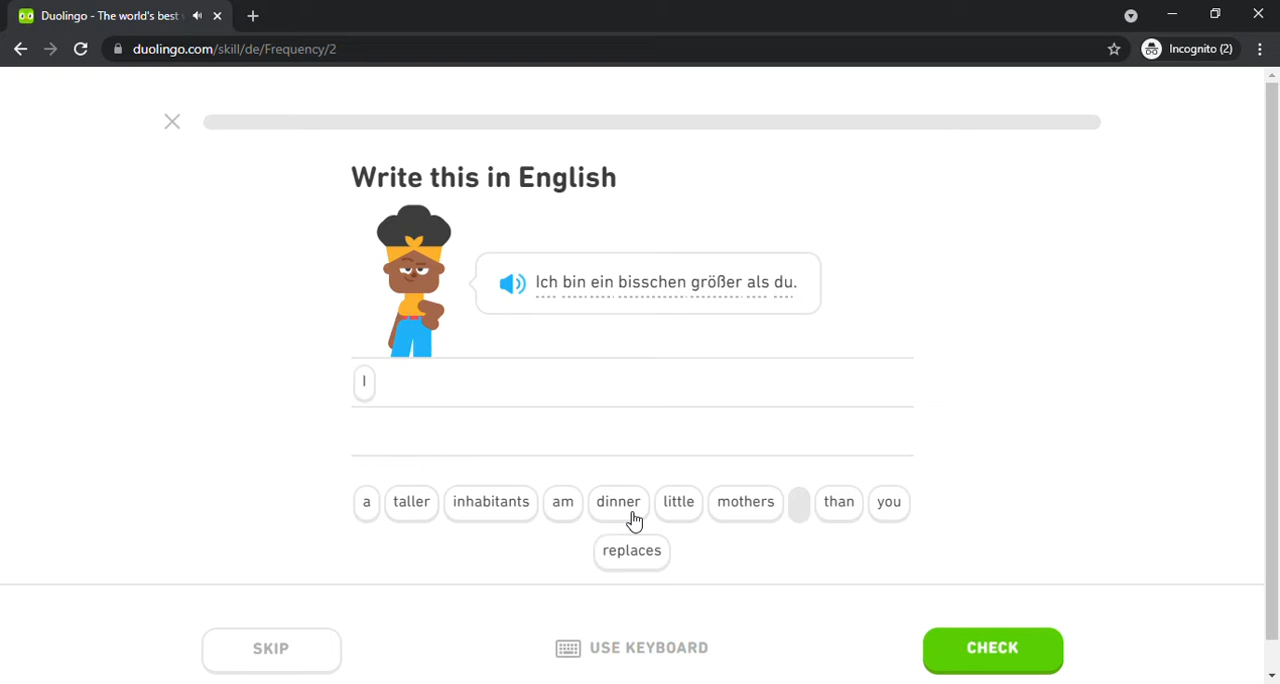 Duolingo - The world's best
duolingo.com/skill/de/Frequency/2
Incognito (2)
Write this in English
Ich bin ein bisschen größer als du.
I
a taller inhabitants am dinner little mothers than you
replaces
SKIP USE KEYBOARD CHECK